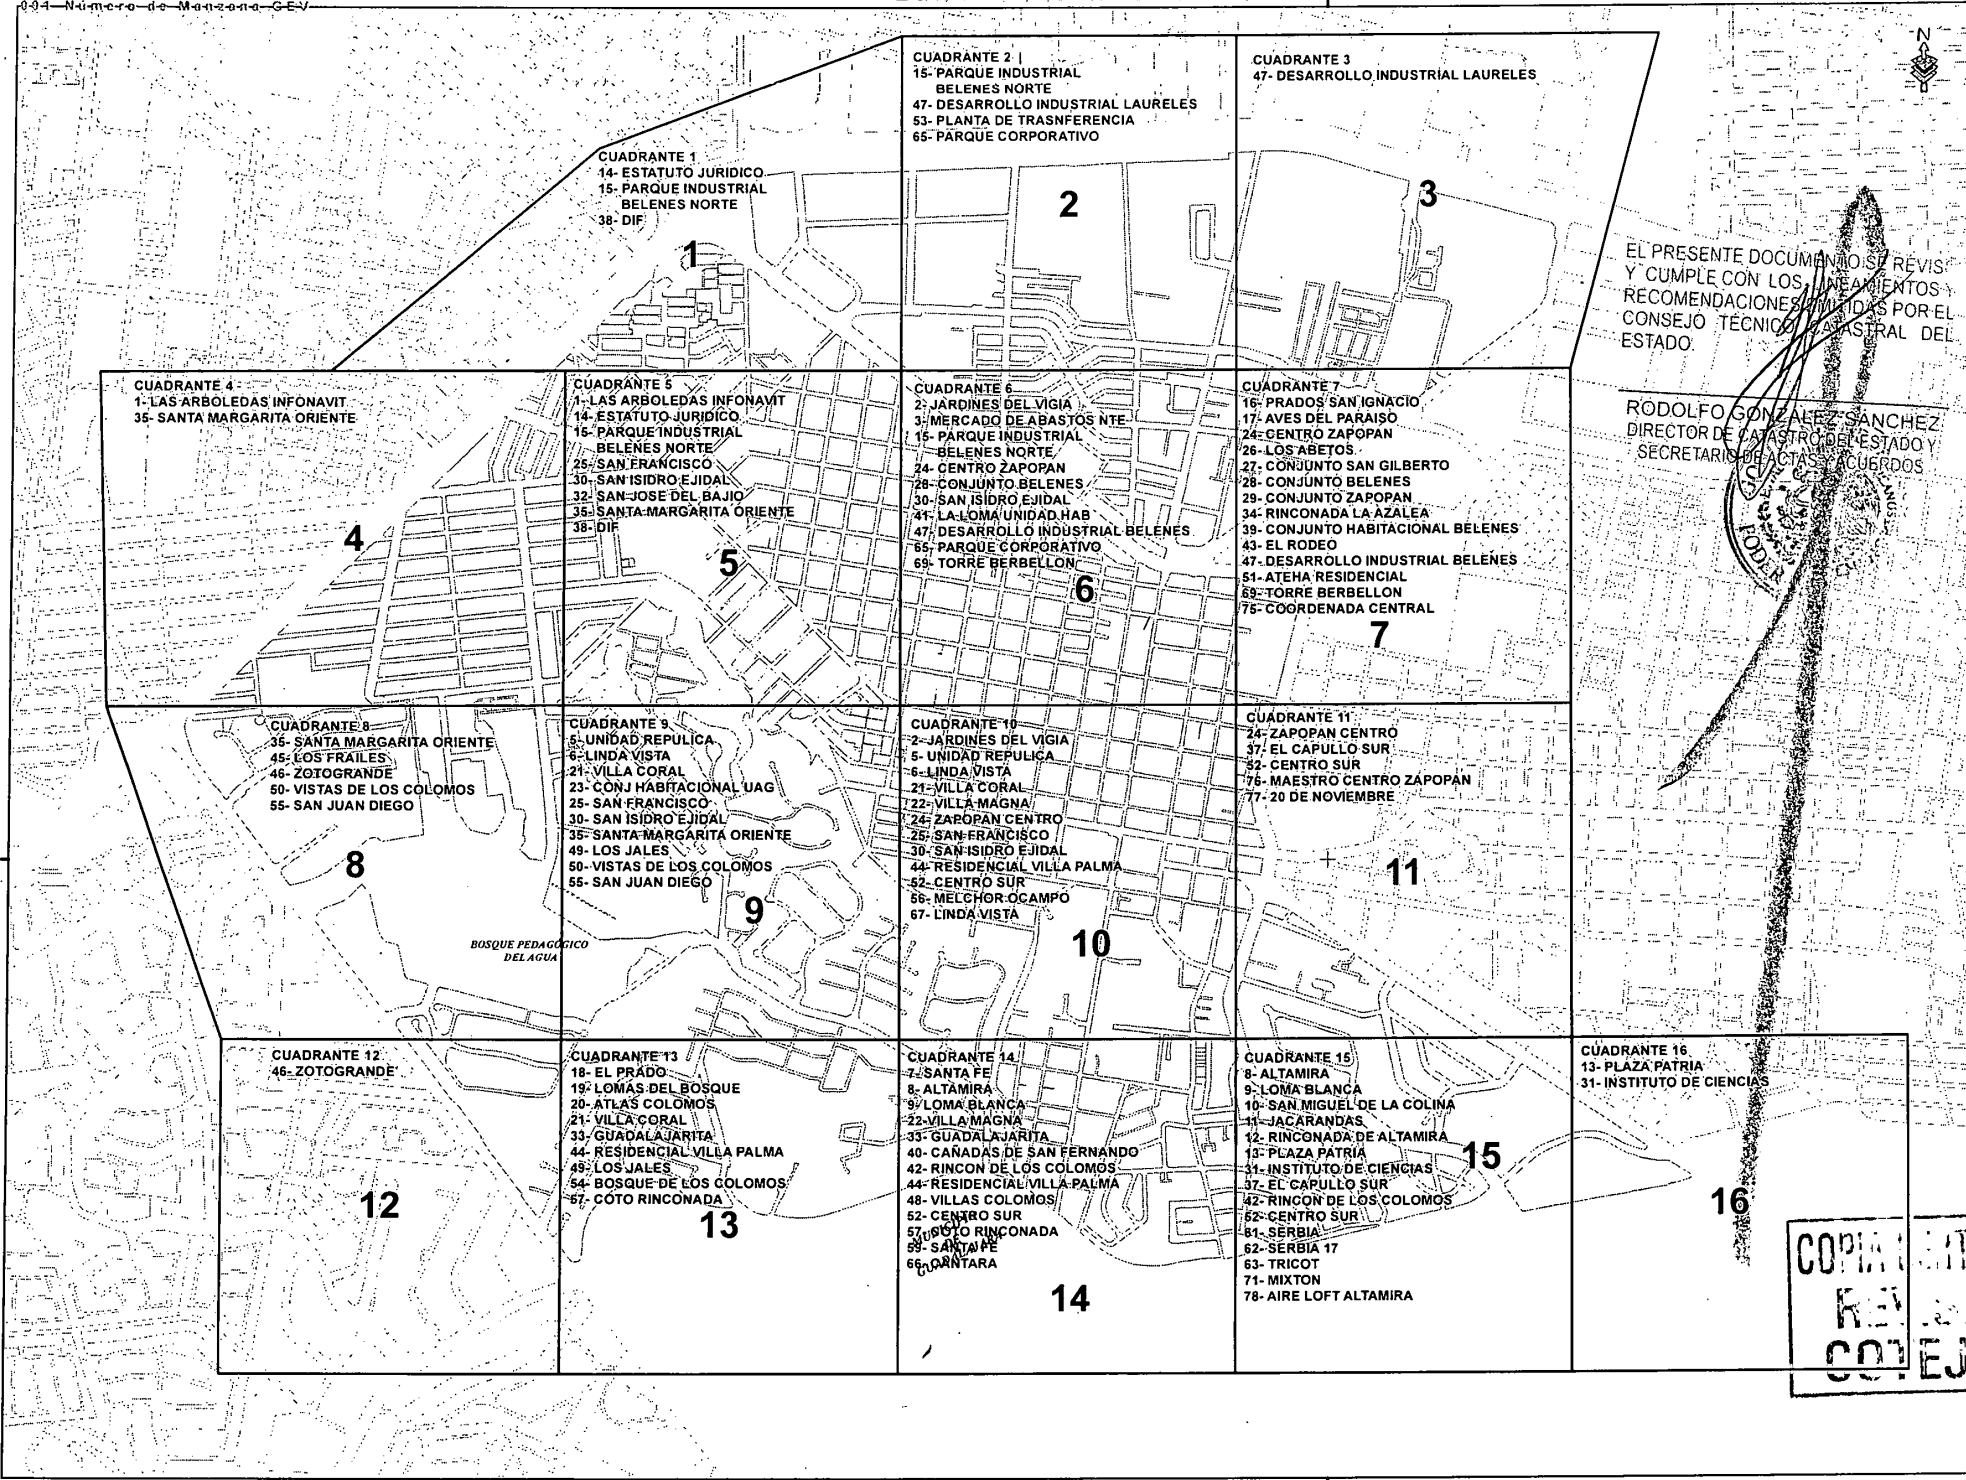 001 Número de Manzana GEV
N
CUADRANTE 1
14- ESTATUTO JURIDICO
15- PARQUE INDUSTRIAL
BELENES NORTE
38- DIF
1
CUADRANTE 2
15- PARQUE INDUSTRIAL
BELENES NORTE
47- DESARROLLO INDUSTRIAL LAURELES
53- PLANTA DE TRASNFERENCIA
65- PARQUE CORPORATIVO
2
CUADRANTE 3
47- DESARROLLO INDUSTRIAL LAURELES
3
EL PRESENTE DOCUMENTO SE REVIS
Y CUMPLE CON LOS LINEAMIENTOS Y
RECOMENDACIONES EMITIDAS POR EL
CONSEJO TÉCNICO CATASTRAL DEL
ESTADO.
RODOLFO GONZÁLEZ SÁNCHEZ
DIRECTOR DE CATASTRO DEL ESTADO Y
SECRETARIO DE ACTAS Y ACUERDOS
PODER
CUADRANTE 4
1- LAS ARBOLEDAS INFONAVIT
35- SANTA MARGARITA ORIENTE
4
CUADRANTE 5
1- LAS ARBOLEDAS INFONAVIT
14- ESTATUTO JURIDICO
15- PARQUE INDUSTRIAL
BELENES NORTE
25- SAN FRANCISCO
30- SAN ISIDRO EJIDAL
32- SAN JOSE DEL BAJIO
35- SANTA MARGARITA ORIENTE
38- DIF
5
CUADRANTE 6
2- JARDINES DEL VIGIA
3- MERCADO DE ABASTOS NTE
15- PARQUE INDUSTRIAL
BELENES NORTE
24- CENTRO ZAPOPAN
28- CONJUNTO BELENES
30- SAN ISIDRO EJIDAL
41- LA LOMA UNIDAD HAB
47- DESARROLLO INDUSTRIAL BELENES
65- PARQUE CORPORATIVO
69- TORRE BERBELLON
6
CUADRANTE 7
16- PRADOS SAN IGNACIO
17- AVES DEL PARAISO
24- CENTRO ZAPOPAN
26- LOS ABETOS
27- CONJUNTO SAN GILBERTO
28- CONJUNTO BELENES
29- CONJUNTO ZAPOPAN
34- RINCONADA LA AZALEA
39- CONJUNTO HABITACIONAL BELENES
43- EL RODEO
47- DESARROLLO INDUSTRIAL BELENES
51- ATEHA RESIDENCIAL
69- TORRE BERBELLON
75- COORDENADA CENTRAL
7
CUADRANTE 8
35- SANTA MARGARITA ORIENTE
45- LOS FRAILES
46- ZOTOGRANDE
50- VISTAS DE LOS COLOMOS
55- SAN JUAN DIEGO
8
CUADRANTE 9
5- UNIDAD REPULICA
6- LINDA VISTA
21- VILLA CORAL
23- CONJ HABITACIONAL UAG
25- SAN FRANCISCO
30- SAN ISIDRO EJIDAL
35- SANTA MARGARITA ORIENTE
49- LOS JALES
50- VISTAS DE LOS COLOMOS
55- SAN JUAN DIEGO
9
BOSQUE PEDAGÓGICO
DEL AGUA
CUADRANTE 10
2- JARDINES DEL VIGIA
5- UNIDAD REPULICA
6- LINDA VISTA
21- VILLA CORAL
22- VILLA MAGNA
24- ZAPOPAN CENTRO
25- SAN FRANCISCO
30- SAN ISIDRO EJIDAL
44- RESIDENCIAL VILLA PALMA
52- CENTRO SUR
56- MELCHOR OCAMPO
67- LINDA VISTA
10
CUADRANTE 11
24- ZAPOPAN CENTRO
37- EL CAPULLO SUR
52- CENTRO SUR
76- MAESTRO CENTRO ZAPOPAN
77- 20 DE NOVIEMBRE
11
CUADRANTE 12
46- ZOTOGRANDE
12
CUADRANTE 13
18- EL PRADO
19- LOMAS DEL BOSQUE
20- ATLAS COLOMOS
21- VILLA CORAL
33- GUADALAJARITA
44- RESIDENCIAL VILLA PALMA
49- LOS JALES
54- BOSQUE DE LOS COLOMOS
57- COTO RINCONADA
13
CUADRANTE 14
7- SANTA FE
8- ALTAMIRA
9- LOMA BLANCA
22- VILLA MAGNA
33- GUADALAJARITA
40- CAÑADAS DE SAN FERNANDO
42- RINCON DE LOS COLOMOS
44- RESIDENCIAL VILLA PALMA
48- VILLAS COLOMOS
52- CENTRO SUR
57- COTO RINCONADA
59- SANTA FE
66- CANTARA
14
CUADRANTE 15
8- ALTAMIRA
9- LOMA BLANCA
10- SAN MIGUEL DE LA COLINA
11- JACARANDAS
12- RINCONADA DE ALTAMIRA
13- PLAZA PATRIA
31- INSTITUTO DE CIENCIAS
37- EL CAPULLO SUR
42- RINCON DE LOS COLOMOS
52- CENTRO SUR
61- SERBIA
62- SERBIA 17
63- TRICOT
71- MIXTON
78- AIRE LOFT ALTAMIRA
15
CUADRANTE 16
13- PLAZA PATRIA
31- INSTITUTO DE CIENCIAS
16
COPIA
COTEJ